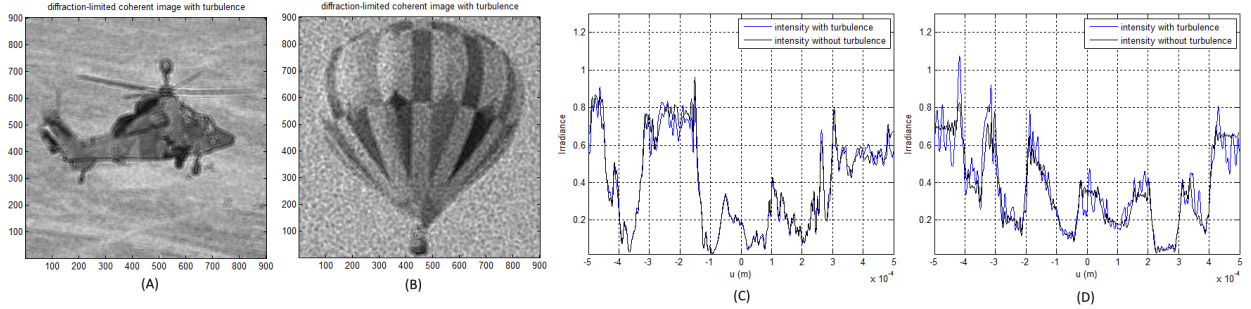 diffraction-limited coherent image with turbulence
900
800
700
600
500
400
300
200
100
100 200 300 400 500 600 700 800 900
(A)
diffraction-limited coherent image with turbulence
900
800
700
600
500
400
300
200
100
100 200 300 400 500 600 700 800 900
(B)
intensity with turbulence
intensity without turbulence
1.2
1
0.8
0.6
0.4
0.2
Irradiance
-5 -4 -3 -2 -1 0 1 2 3 4 5
u (m)
x 10⁻⁴
(C)
intensity with turbulence
intensity without turbulence
1.2
1
0.8
0.6
0.4
0.2
Irradiance
-5 -4 -3 -2 -1 0 1 2 3 4 5
u (m)
x 10⁻⁴
(D)